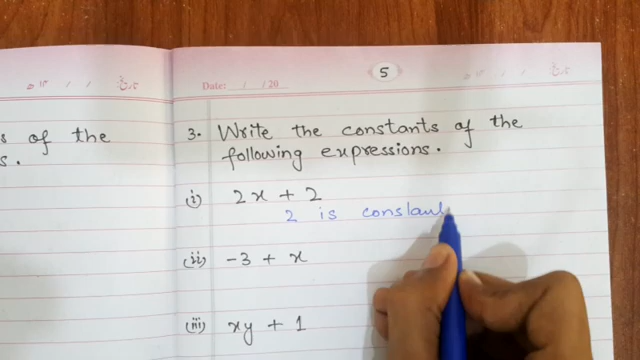 5
Date: / /20
s of the
s.
3. Write the constants of the
following expressions.
(i) 2x + 2
2 is constant
(ii) -3 + x
(iii) xy + 1